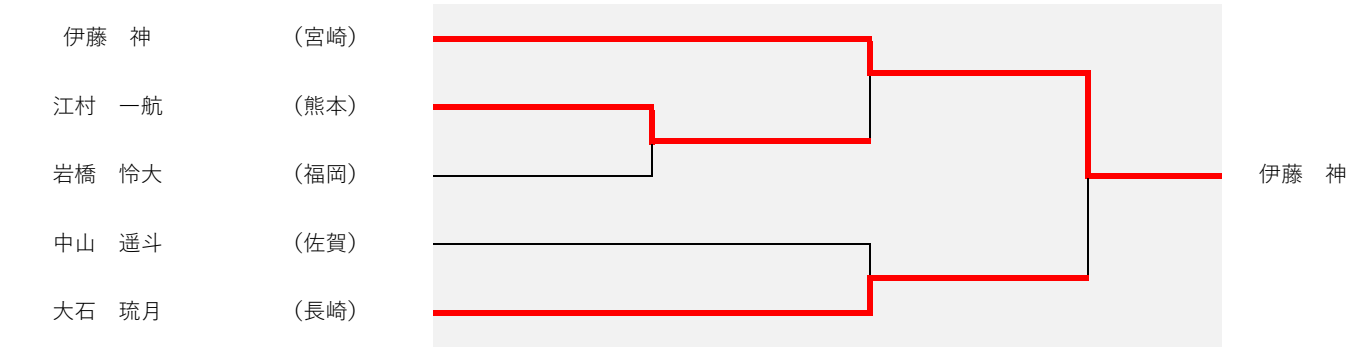 伊藤　神　（宮崎）
江村　一航　（熊本）
岩橋　怜大　（福岡）
伊藤　神
中山　遥斗　（佐賀）
大石　琉月　（長崎）